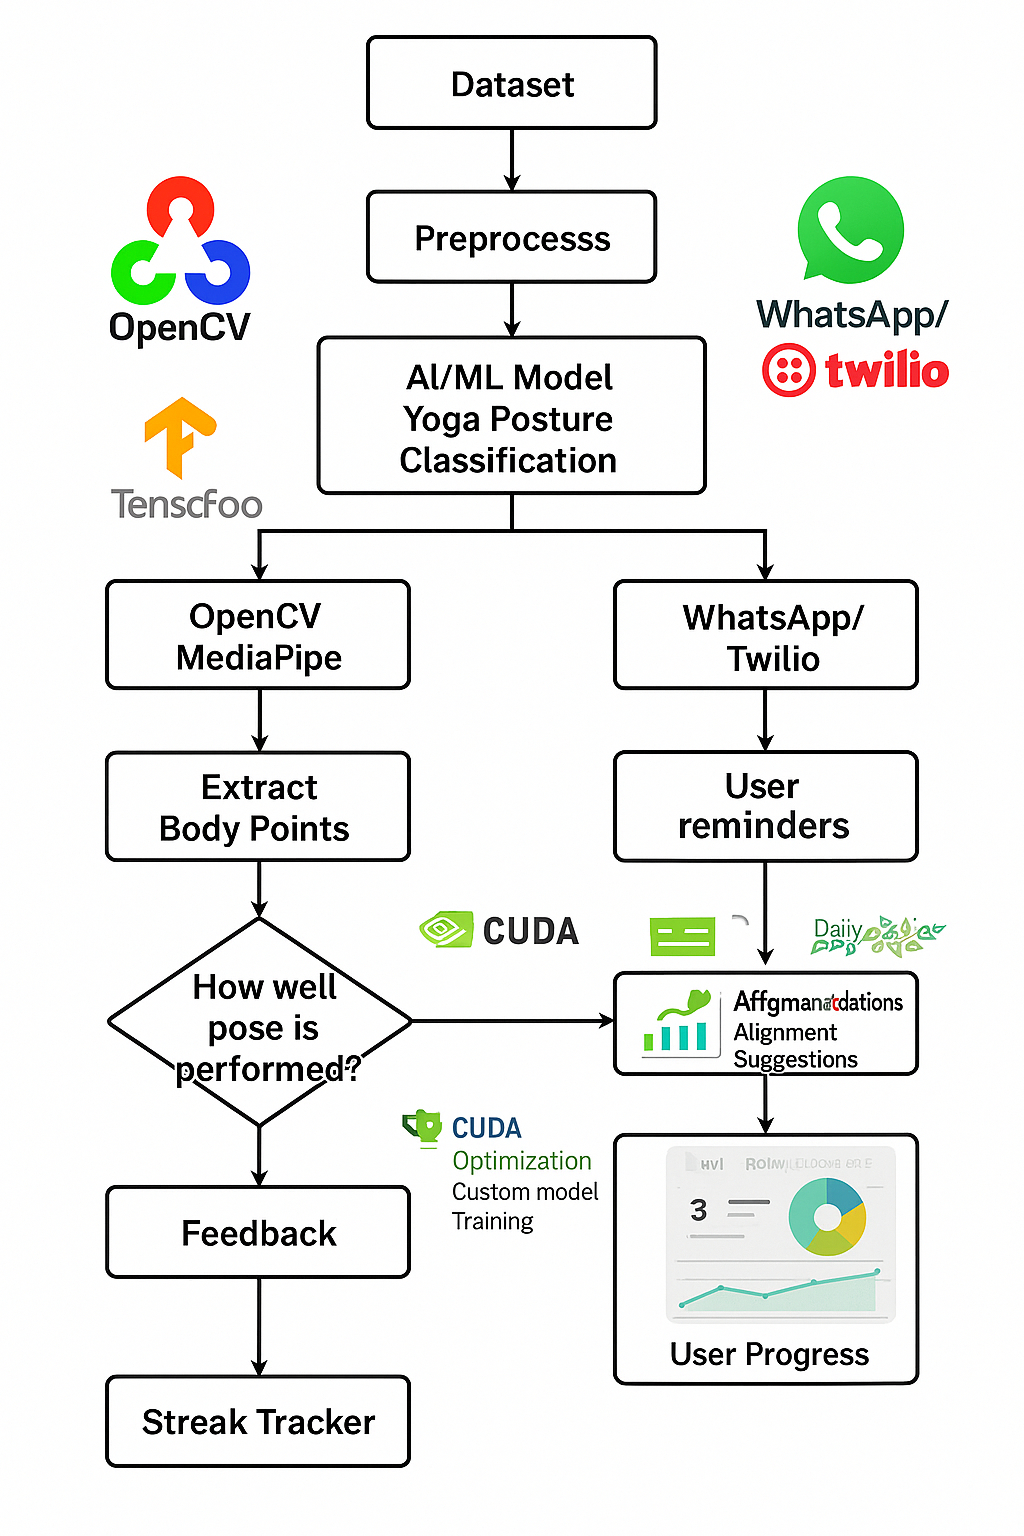 Dataset
Preprocesss
OpenCV
WhatsApp/
twilio
AI/ML Model
Yoga Posture
Classification
TenscFoo
OpenCV
MediaPipe
WhatsApp/
Twilio
Extract
Body Points
User
reminders
CUDA
Daily
How well
pose is
performed?
Alignment
Suggestions
CUDA
Optimization
Custom model
Training
3
Feedback
User Progress
Streak Tracker